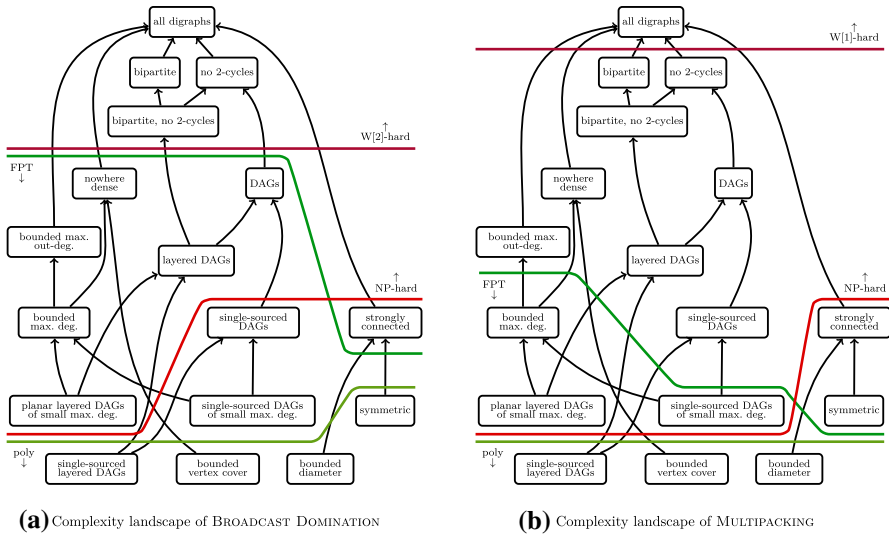 all digraphs
bipartite
no 2-cycles
bipartite, no 2-cycles
↑
W[2]-hard
FPT
↓
nowhere
dense
DAGs
bounded max.
out-deg.
layered DAGs
↑
NP-hard
bounded
max. deg.
single-sourced
DAGs
strongly
connected
planar layered DAGs
of small max. deg.
single-sourced DAGs
of small max. deg.
symmetric
poly
↓
single-sourced
layered DAGs
bounded
vertex cover
bounded
diameter
(a) Complexity landscape of BROADCAST DOMINATION
all digraphs
↑
W[1]-hard
bipartite
no 2-cycles
bipartite, no 2-cycles
nowhere
dense
DAGs
bounded max.
out-deg.
layered DAGs
FPT
↓
↑
NP-hard
bounded
max. deg.
single-sourced
DAGs
strongly
connected
planar layered DAGs
of small max. deg.
single-sourced DAGs
of small max. deg.
symmetric
poly
↓
single-sourced
layered DAGs
bounded
vertex cover
bounded
diameter
(b) Complexity landscape of MULTIPACKING